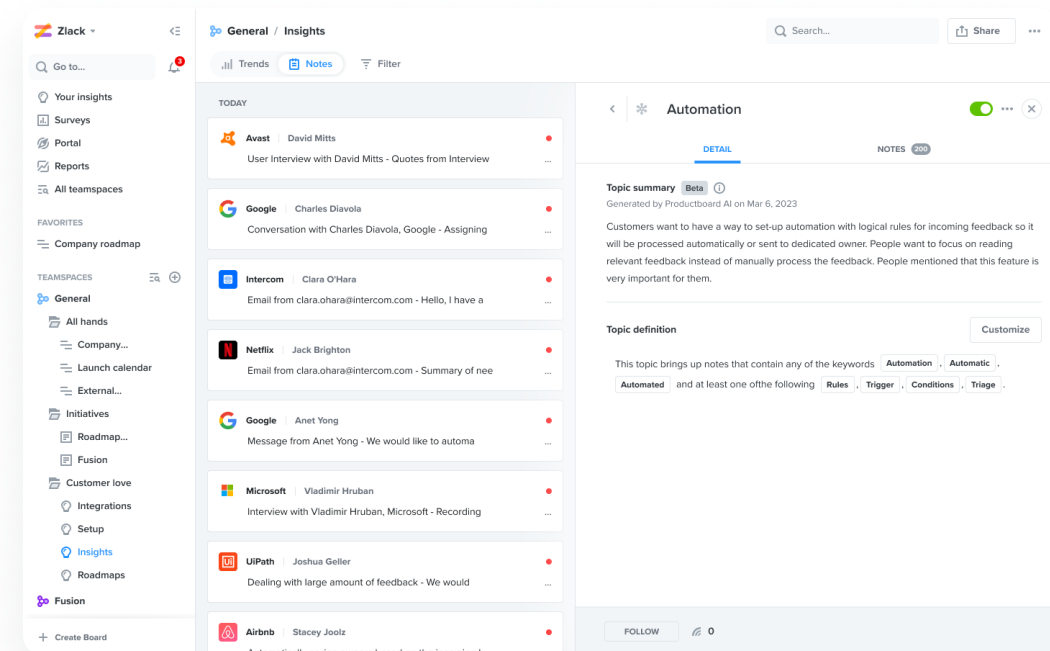 Zlack
Go to...
3
Your insights
Surveys
Portal
Reports
All teamspaces
FAVORITES
Company roadmap
TEAMSPACES
General
All hands
Company...
Launch calendar
External...
Initiatives
Roadmap...
Fusion
Customer love
Integrations
Setup
Insights
Roadmaps
Fusion
Create Board
General / Insights
Search...
Share
Trends
Notes
Filter
TODAY
Avast David Mitts
User Interview with David Mitts - Quotes from Interview
...
Google Charles Diavola
Conversation with Charles Diavola, Google - Assigning
...
Intercom Clara O'Hara
Email from clara.ohara@intercom.com - Hello, I have a
...
N
Netflix Jack Brighton
Email from clara.ohara@intercom.com - Summary of nee
...
Google Anet Yong
Message from Anet Yong - We would like to automa
...
Microsoft Vladimir Hruban
Interview with Vladimir Hruban, Microsoft - Recording
...
Ui
UiPath Joshua Geller
Dealing with large amount of feedback - We would
...
Airbnb Stacey Joolz
Automation
DETAIL
NOTES 200
Topic summary Beta
Generated by Productboard AI on Mar 6, 2023
Customers want to have a way to set-up automation with logical rules for incoming feedback so it
will be processed automatically or sent to dedicated owner. People want to focus on reading
relevant feedback instead of manually process the feedback. People mentioned that this feature is
very important for them.
Topic definition
Customize
This topic brings up notes that contain any of the keywords Automation , Automatic ,
Automated and at least one ofthe following Rules , Trigger , Conditions , Triage .
FOLLOW
0